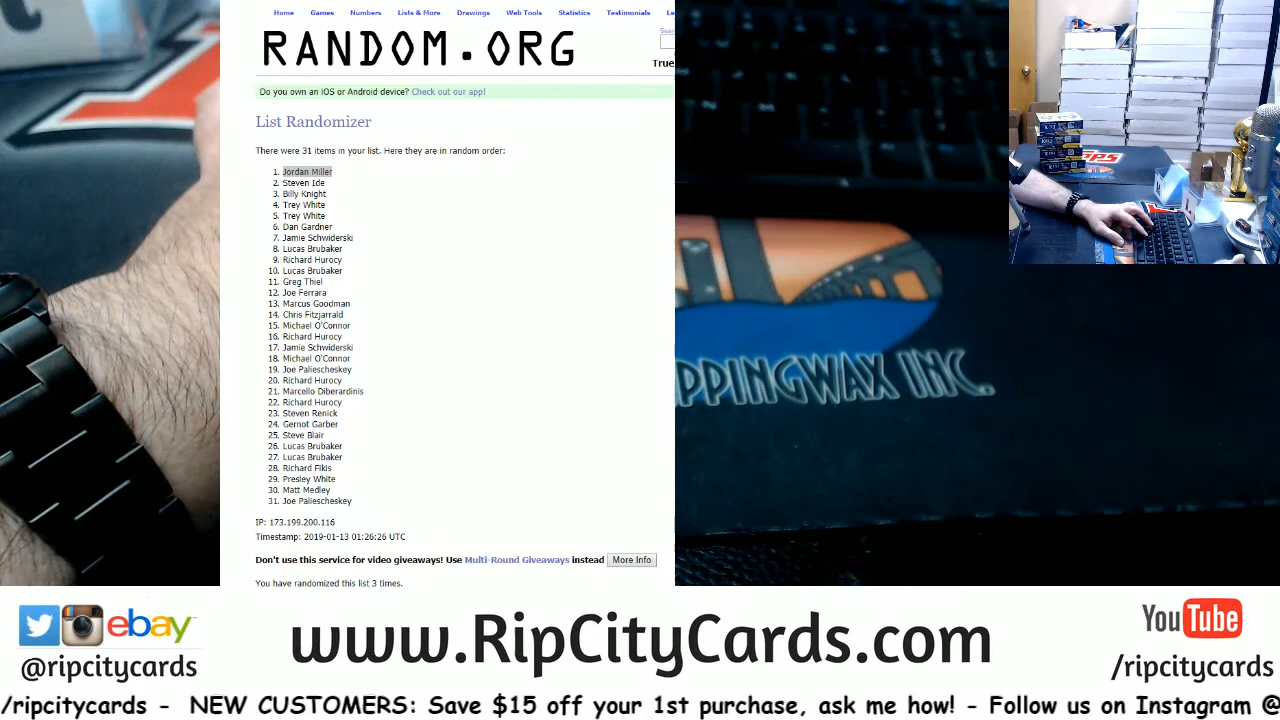 Home Games Numbers Lists & More Drawings Web Tools Statistics Testimonials
RANDOM.ORG
True
Do you own an iOS or Android device? Check out our app!
List Randomizer
There were 31 items in your list. Here they are in random order:
1. Jordan Miller
2. Steven Ide
3. Billy Knight
4. Trey White
5. Trey White
6. Dan Gardner
7. Jamie Schwiderski
8. Lucas Brubaker
9. Richard Hurocy
10. Lucas Brubaker
11. Greg Thiel
12. Joe Ferrara
13. Marcus Goodman
14. Chris Fitzjarrald
15. Michael O'Connor
16. Richard Hurocy
17. Jamie Schwiderski
18. Michael O'Connor
19. Joe Paliescheskey
20. Richard Hurocy
21. Marcello Diberardinis
22. Richard Hurocy
23. Steven Renick
24. Gernot Garber
25. Steve Blair
26. Lucas Brubaker
27. Lucas Brubaker
28. Richard Fikis
29. Presley White
30. Matt Medley
31. Joe Paliescheskey
IP: 173.199.200.116
Timestamp: 2019-01-13 01:26:26 UTC
Don't use this service for video giveaways! Use Multi-Round Giveaways instead More Info
You have randomized this list 3 times.
PPINGWAX INC.
ebay
@ripcitycards
www.RipCityCards.com
YouTube
/ripcitycards
/ripcitycards - NEW CUSTOMERS: Save $15 off your 1st purchase, ask me how! - Follow us on Instagram @